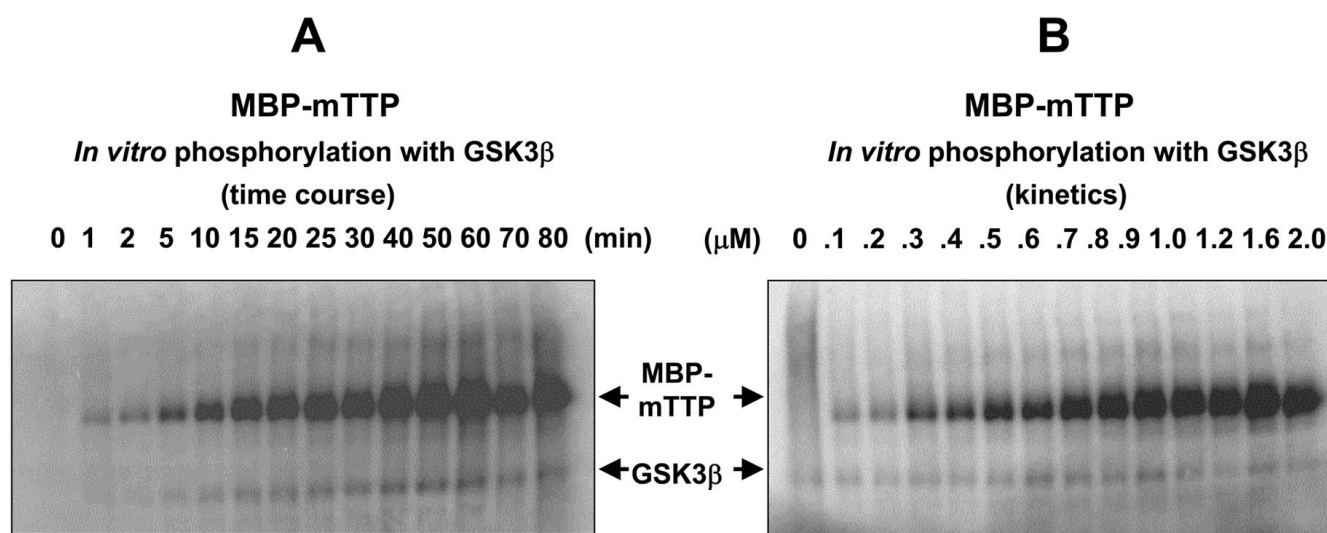 A
MBP-mTTP
In vitro phosphorylation with GSK3β
(time course)
0 1 2 5 10 15 20 25 30 40 50 60 70 80 (min)
B
MBP-mTTP
In vitro phosphorylation with GSK3β
(kinetics)
(μM) 0 .1 .2 .3 .4 .5 .6 .7 .8 .9 1.0 1.2 1.6 2.0
MBP-
mTTP
GSK3β